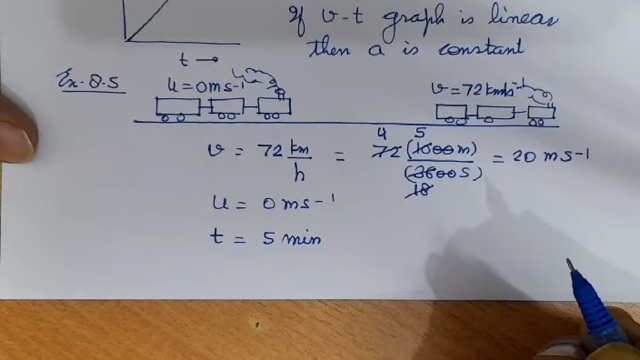 If v-t graph is linear
then a is constant
t →
Ex-8.5
u = 0 ms⁻¹
v = 72 km h⁻¹
v = 72 km/h = 72 (1000 m)/(3600 s) = 20 ms⁻¹
4 5
18
u = 0 ms⁻¹
t = 5 min